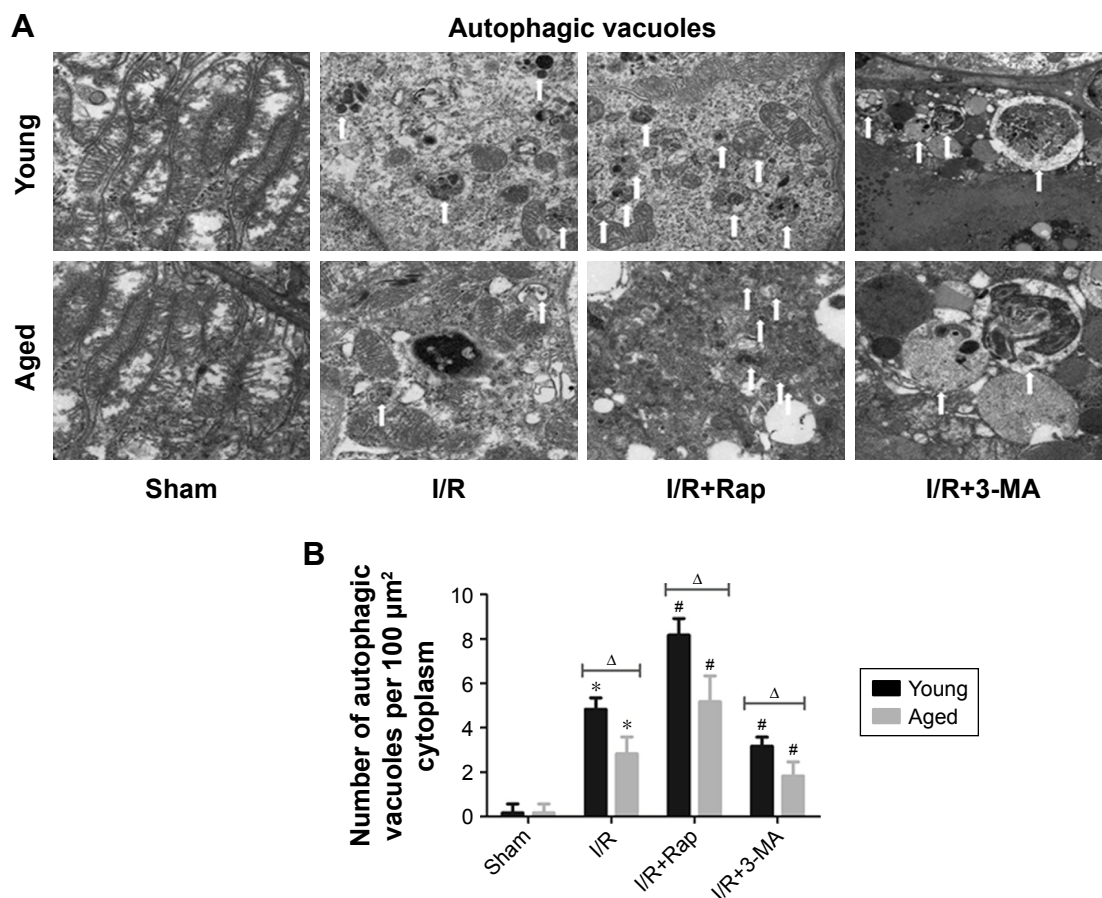 A
Autophagic vacuoles
Young
Aged
Sham
I/R
I/R+Rap
I/R+3-MA
B
Number of autophagic
vacuoles per 100 µm²
cytoplasm
10
8
6
4
2
0
Δ
*
*
Δ
#
#
Δ
#
#
Young
Aged
Sham
I/R
I/R+Rap
I/R+3-MA